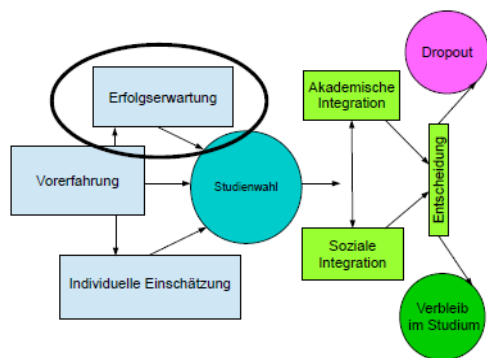 Dropout
Erfolgserwartung
Akademische
Integration
Vorerfahrung
Studienwahl
Entscheidung
Soziale
Integration
Individuelle Einschätzung
Verbleib
im Studium